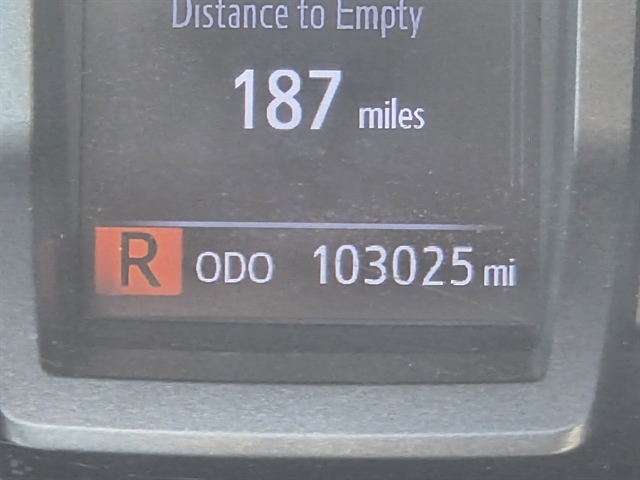 Distance to Empty
187 miles
R ODO 103025 mi